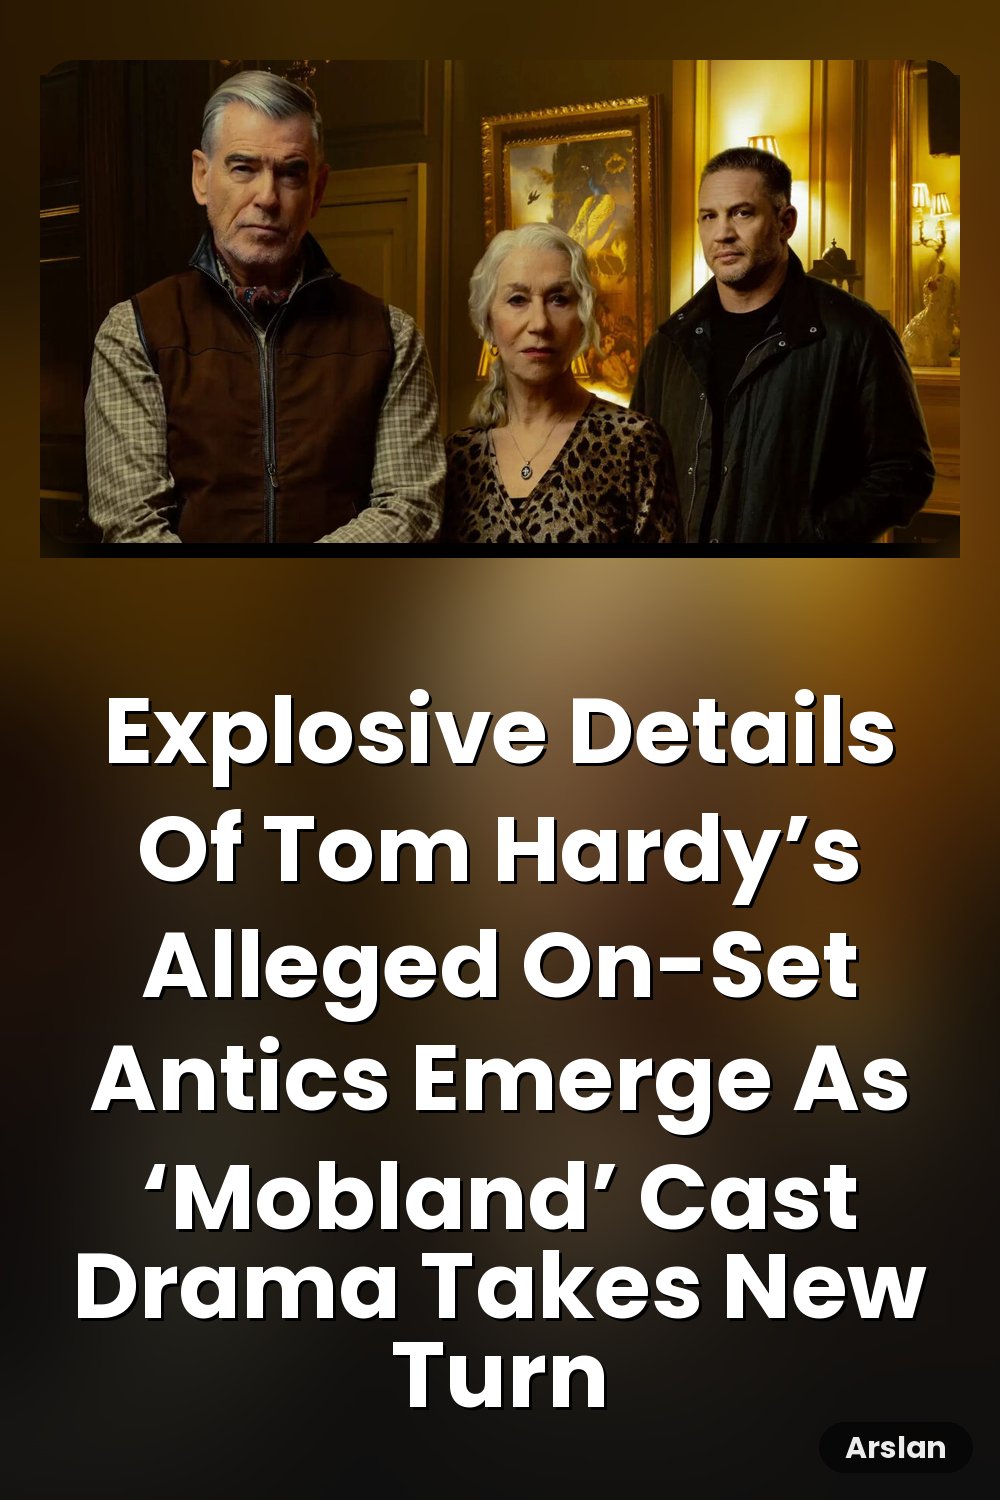 Explosive Details
Of Tom Hardy’s
Alleged On-Set
Antics Emerge As
‘Mobland’ Cast
Drama Takes New
Turn
Arslan